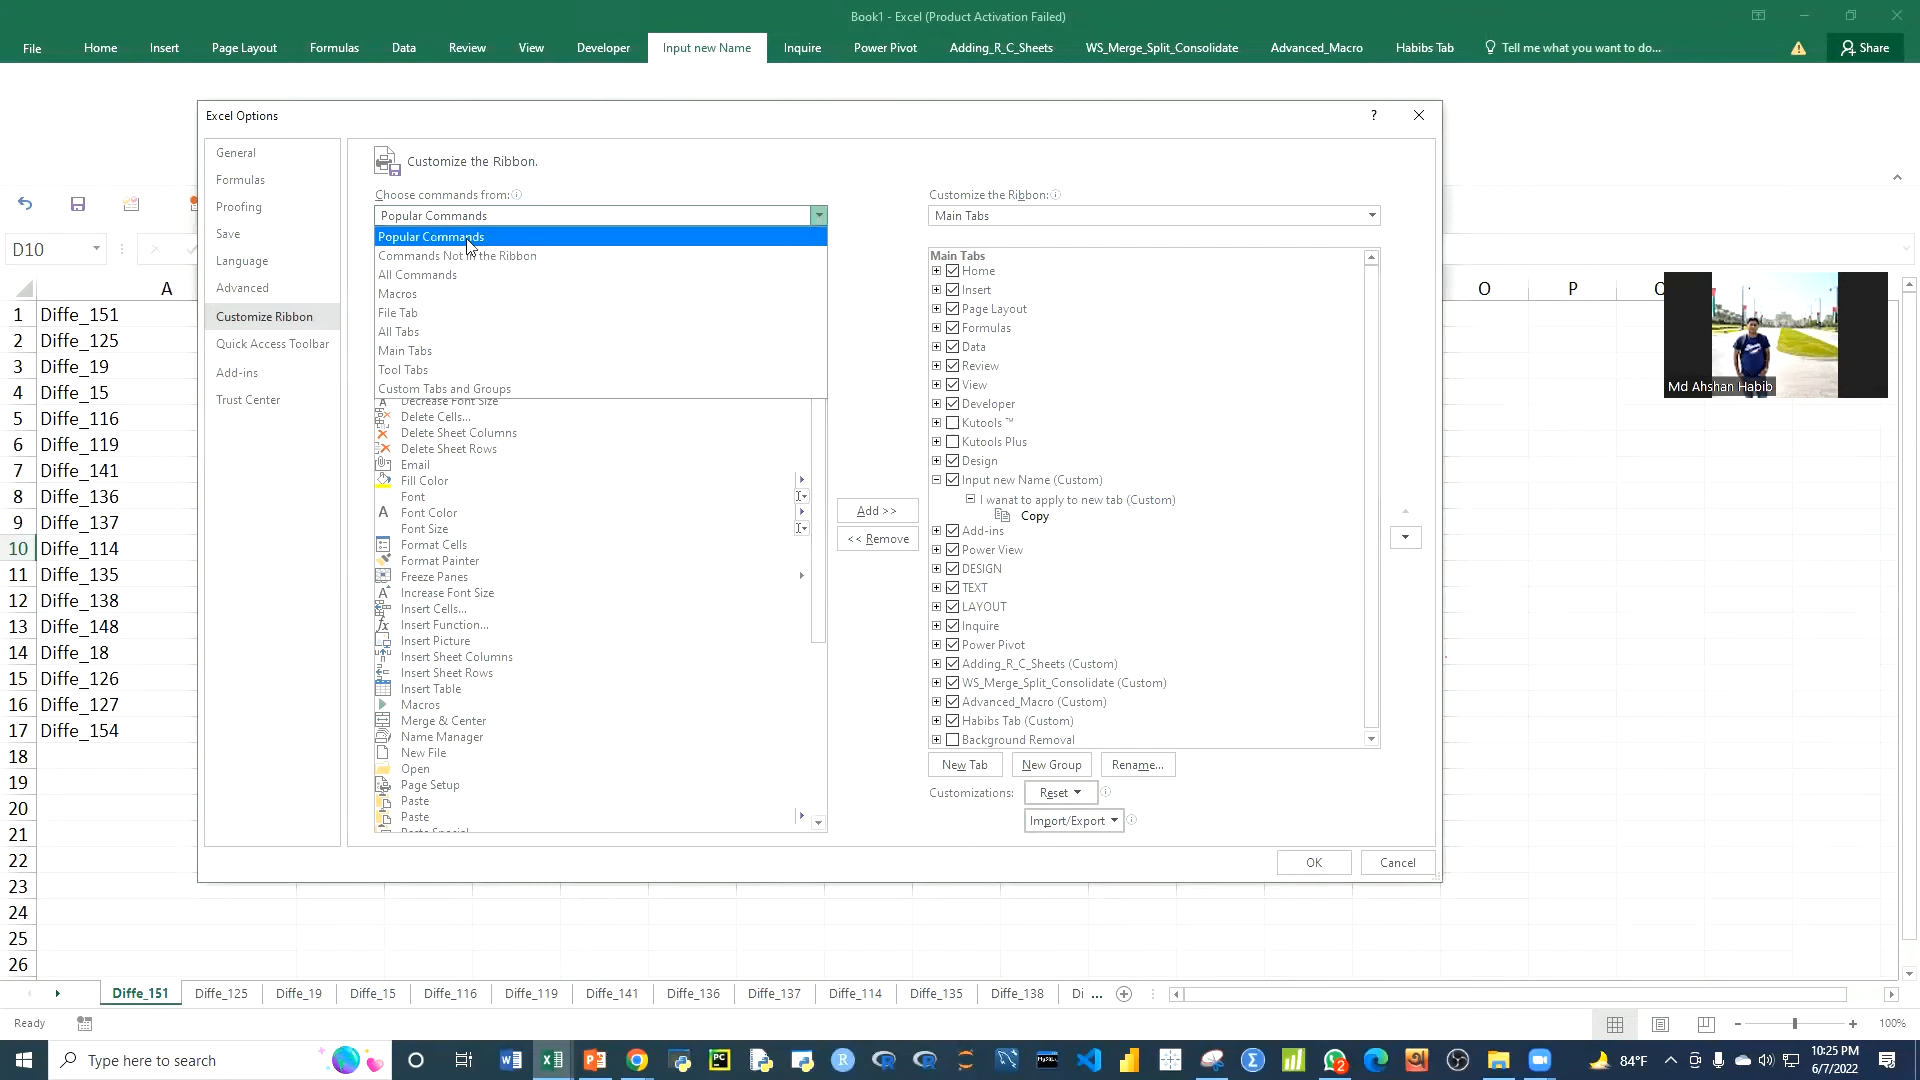 Book1 - Excel (Product Activation Failed)
File Home Insert Page Layout Formulas Data Review View Developer Input new Name Inquire Power Pivot Adding_R_C_Sheets WS_Merge_Split_Consolidate Advanced_Macro Habibs Tab Tell me what you want to do... Share
Excel Options
?
General
Formulas
Proofing
Save
Language
Advanced
Customize Ribbon
Quick Access Toolbar
Add-ins
Trust Center
Customize the Ribbon.
Choose commands from:
Popular Commands
Popular Commands
Commands Not in the Ribbon
All Commands
Macros
File Tab
All Tabs
Main Tabs
Tool Tabs
Custom Tabs and Groups
Decrease Font Size
Delete Cells...
Delete Sheet Columns
Delete Sheet Rows
Email
Fill Color
Font
Font Color
Font Size
Format Cells
Format Painter
Freeze Panes
Increase Font Size
Insert Cells...
Insert Function...
Insert Picture
Insert Sheet Columns
Insert Sheet Rows
Insert Table
Macros
Merge & Center
Name Manager
New File
Open
Page Setup
Paste
Paste
Paste Special
Add >>
<< Remove
Customize the Ribbon:
Main Tabs
Main Tabs
Home
Insert
Page Layout
Formulas
Data
Review
View
Developer
Kutools ™
Kutools Plus
Design
Input new Name (Custom)
I wanat to apply to new tab (Custom)
Copy
Add-ins
Power View
DESIGN
TEXT
LAYOUT
Inquire
Power Pivot
Adding_R_C_Sheets (Custom)
WS_Merge_Split_Consolidate (Custom)
Advanced_Macro (Custom)
Habibs Tab (Custom)
Background Removal
New Tab New Group Rename...
Customizations: Reset
Import/Export
OK Cancel
D10
A O P
1 Diffe_151
2 Diffe_125
3 Diffe_19
4 Diffe_15
5 Diffe_116
6 Diffe_119
7 Diffe_141
8 Diffe_136
9 Diffe_137
10 Diffe_114
11 Diffe_135
12 Diffe_138
13 Diffe_148
14 Diffe_18
15 Diffe_126
16 Diffe_127
17 Diffe_154
18
19
20
21
22
23
24
25
26
Md Ahshan Habib
Diffe_151 Diffe_125 Diffe_19 Diffe_15 Diffe_116 Diffe_119 Diffe_141 Diffe_136 Diffe_137 Diffe_114 Diffe_135 Diffe_138 Di ...
Ready
100%
Type here to search
84°F
10:25 PM
6/7/2022